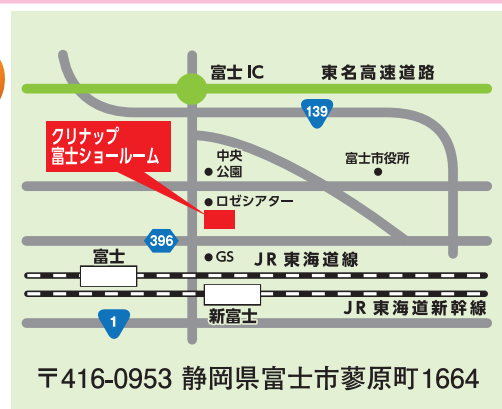 富士 IC
東名高速道路
139
クリナップ
富士ショールーム
中央
公園
富士市役所
ロゼシアター
396
GS
JR 東海道線
富士
新富士
JR 東海道新幹線
1
〒416-0953 静岡県富士市蓼原町1664